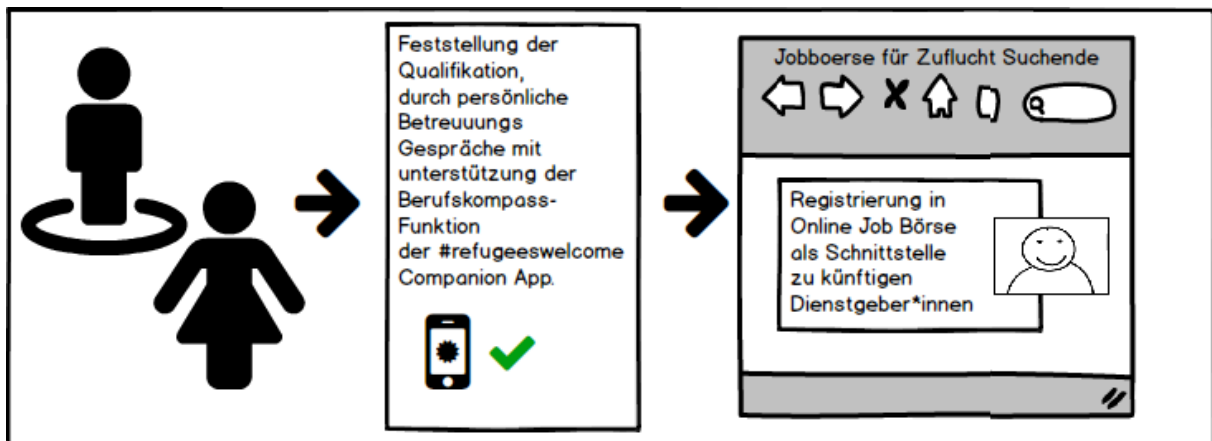 Feststellung der
Qualifikation,
durch persönliche
Betreuuungs
Gespräche mit
unterstützung der
Berufskompass-
Funktion
der #refugeeswelcome
Companion App.
Jobboerse für Zuflucht Suchende
Registrierung in
Online Job Börse
als Schnittstelle
zu künftigen
Dienstgeber*innen